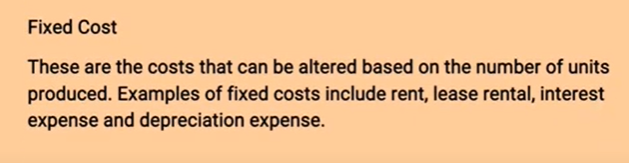 Fixed Cost
These are the costs that can be altered based on the number of units
produced. Examples of fixed costs include rent, lease rental, interest
expense and depreciation expense.